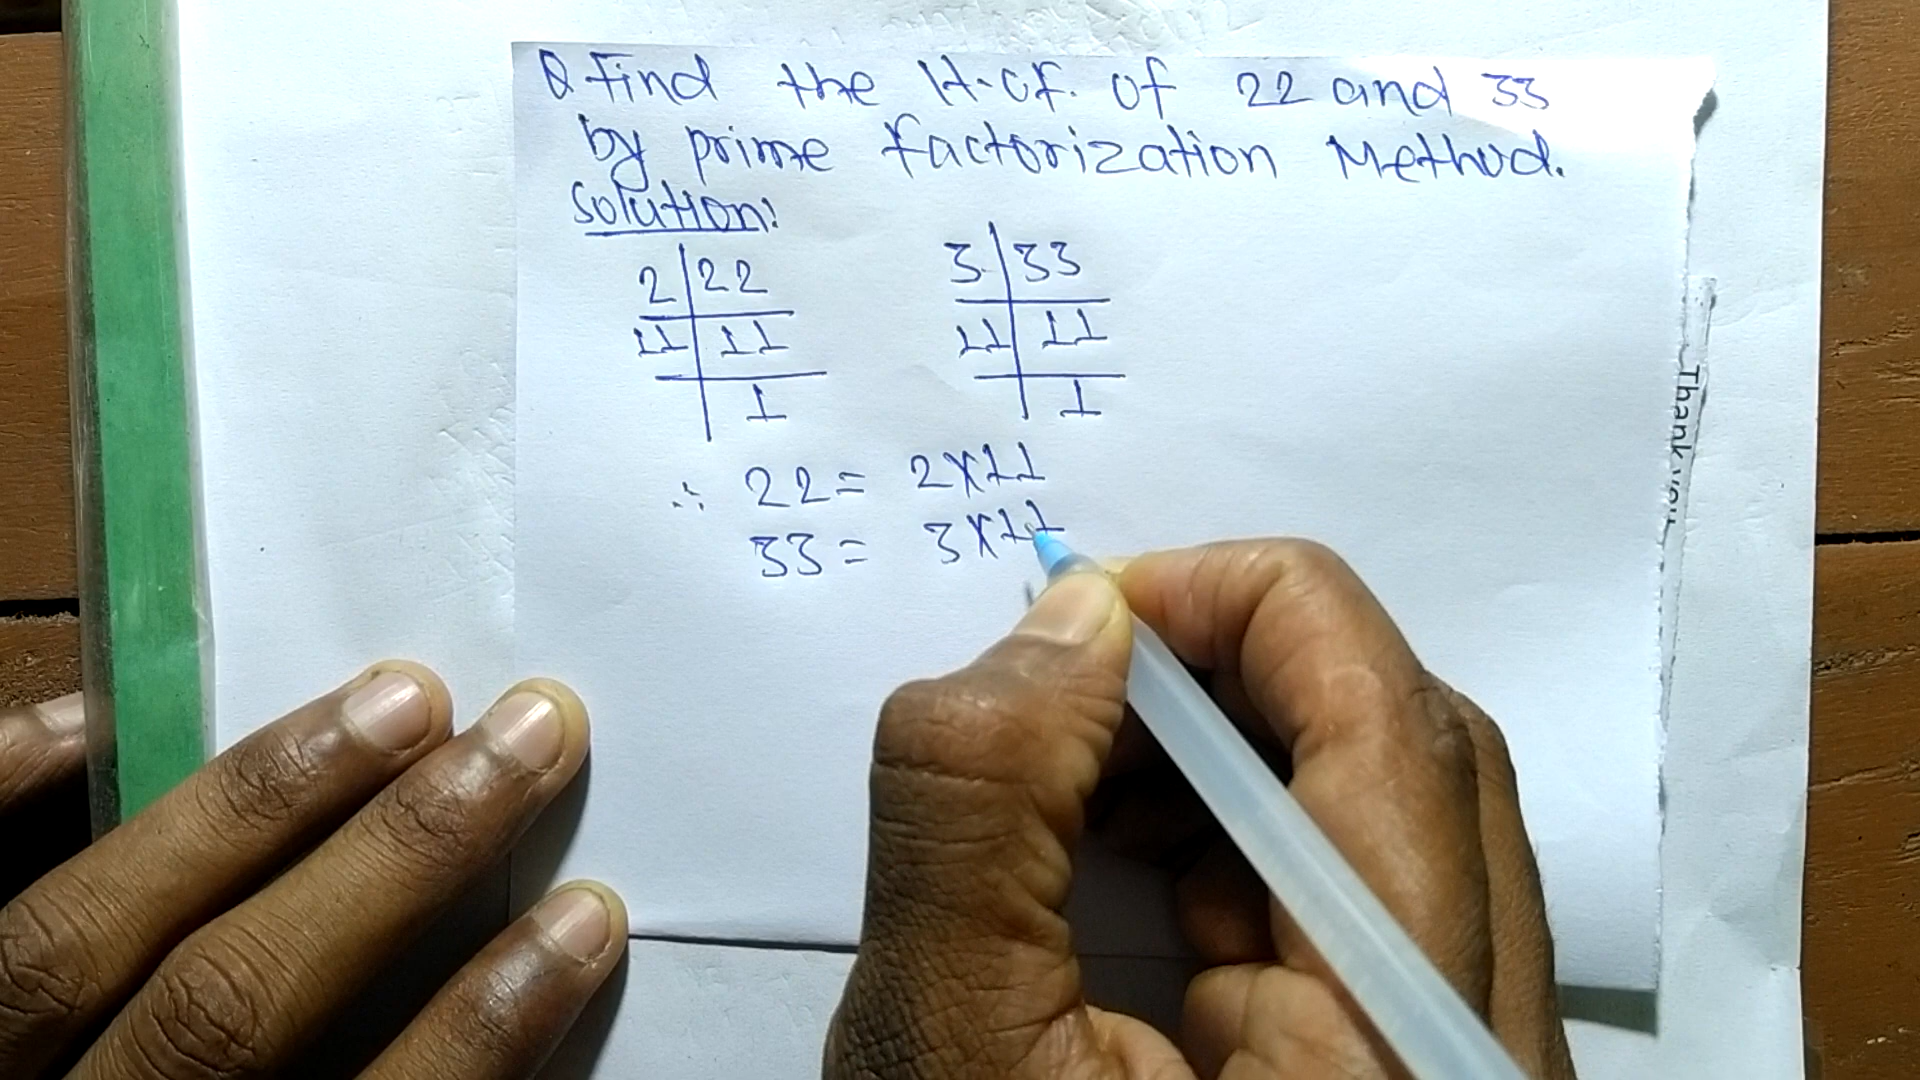 Q Find the H.C.F. of 22 and 33
by prime factorization Method.
Solution:
2 | 22
11 | 11
1
3 | 33
11 | 11
1
∴ 22 = 2×11
33 = 3×11
Thank you